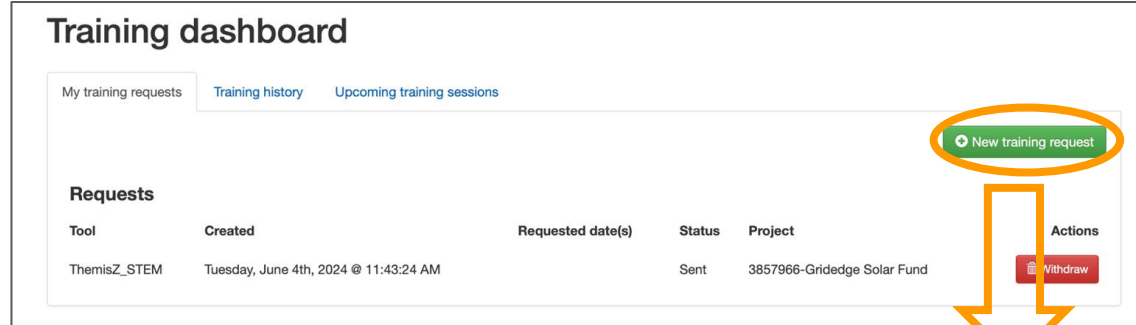 Training dashboard
My training requests Training history Upcoming training sessions
New training request
Requests
Tool Created Requested date(s) Status Project Actions
ThemisZ_STEM Tuesday, June 4th, 2024 @ 11:43:24 AM Sent 3857966-Gridedge Solar Fund Withdraw